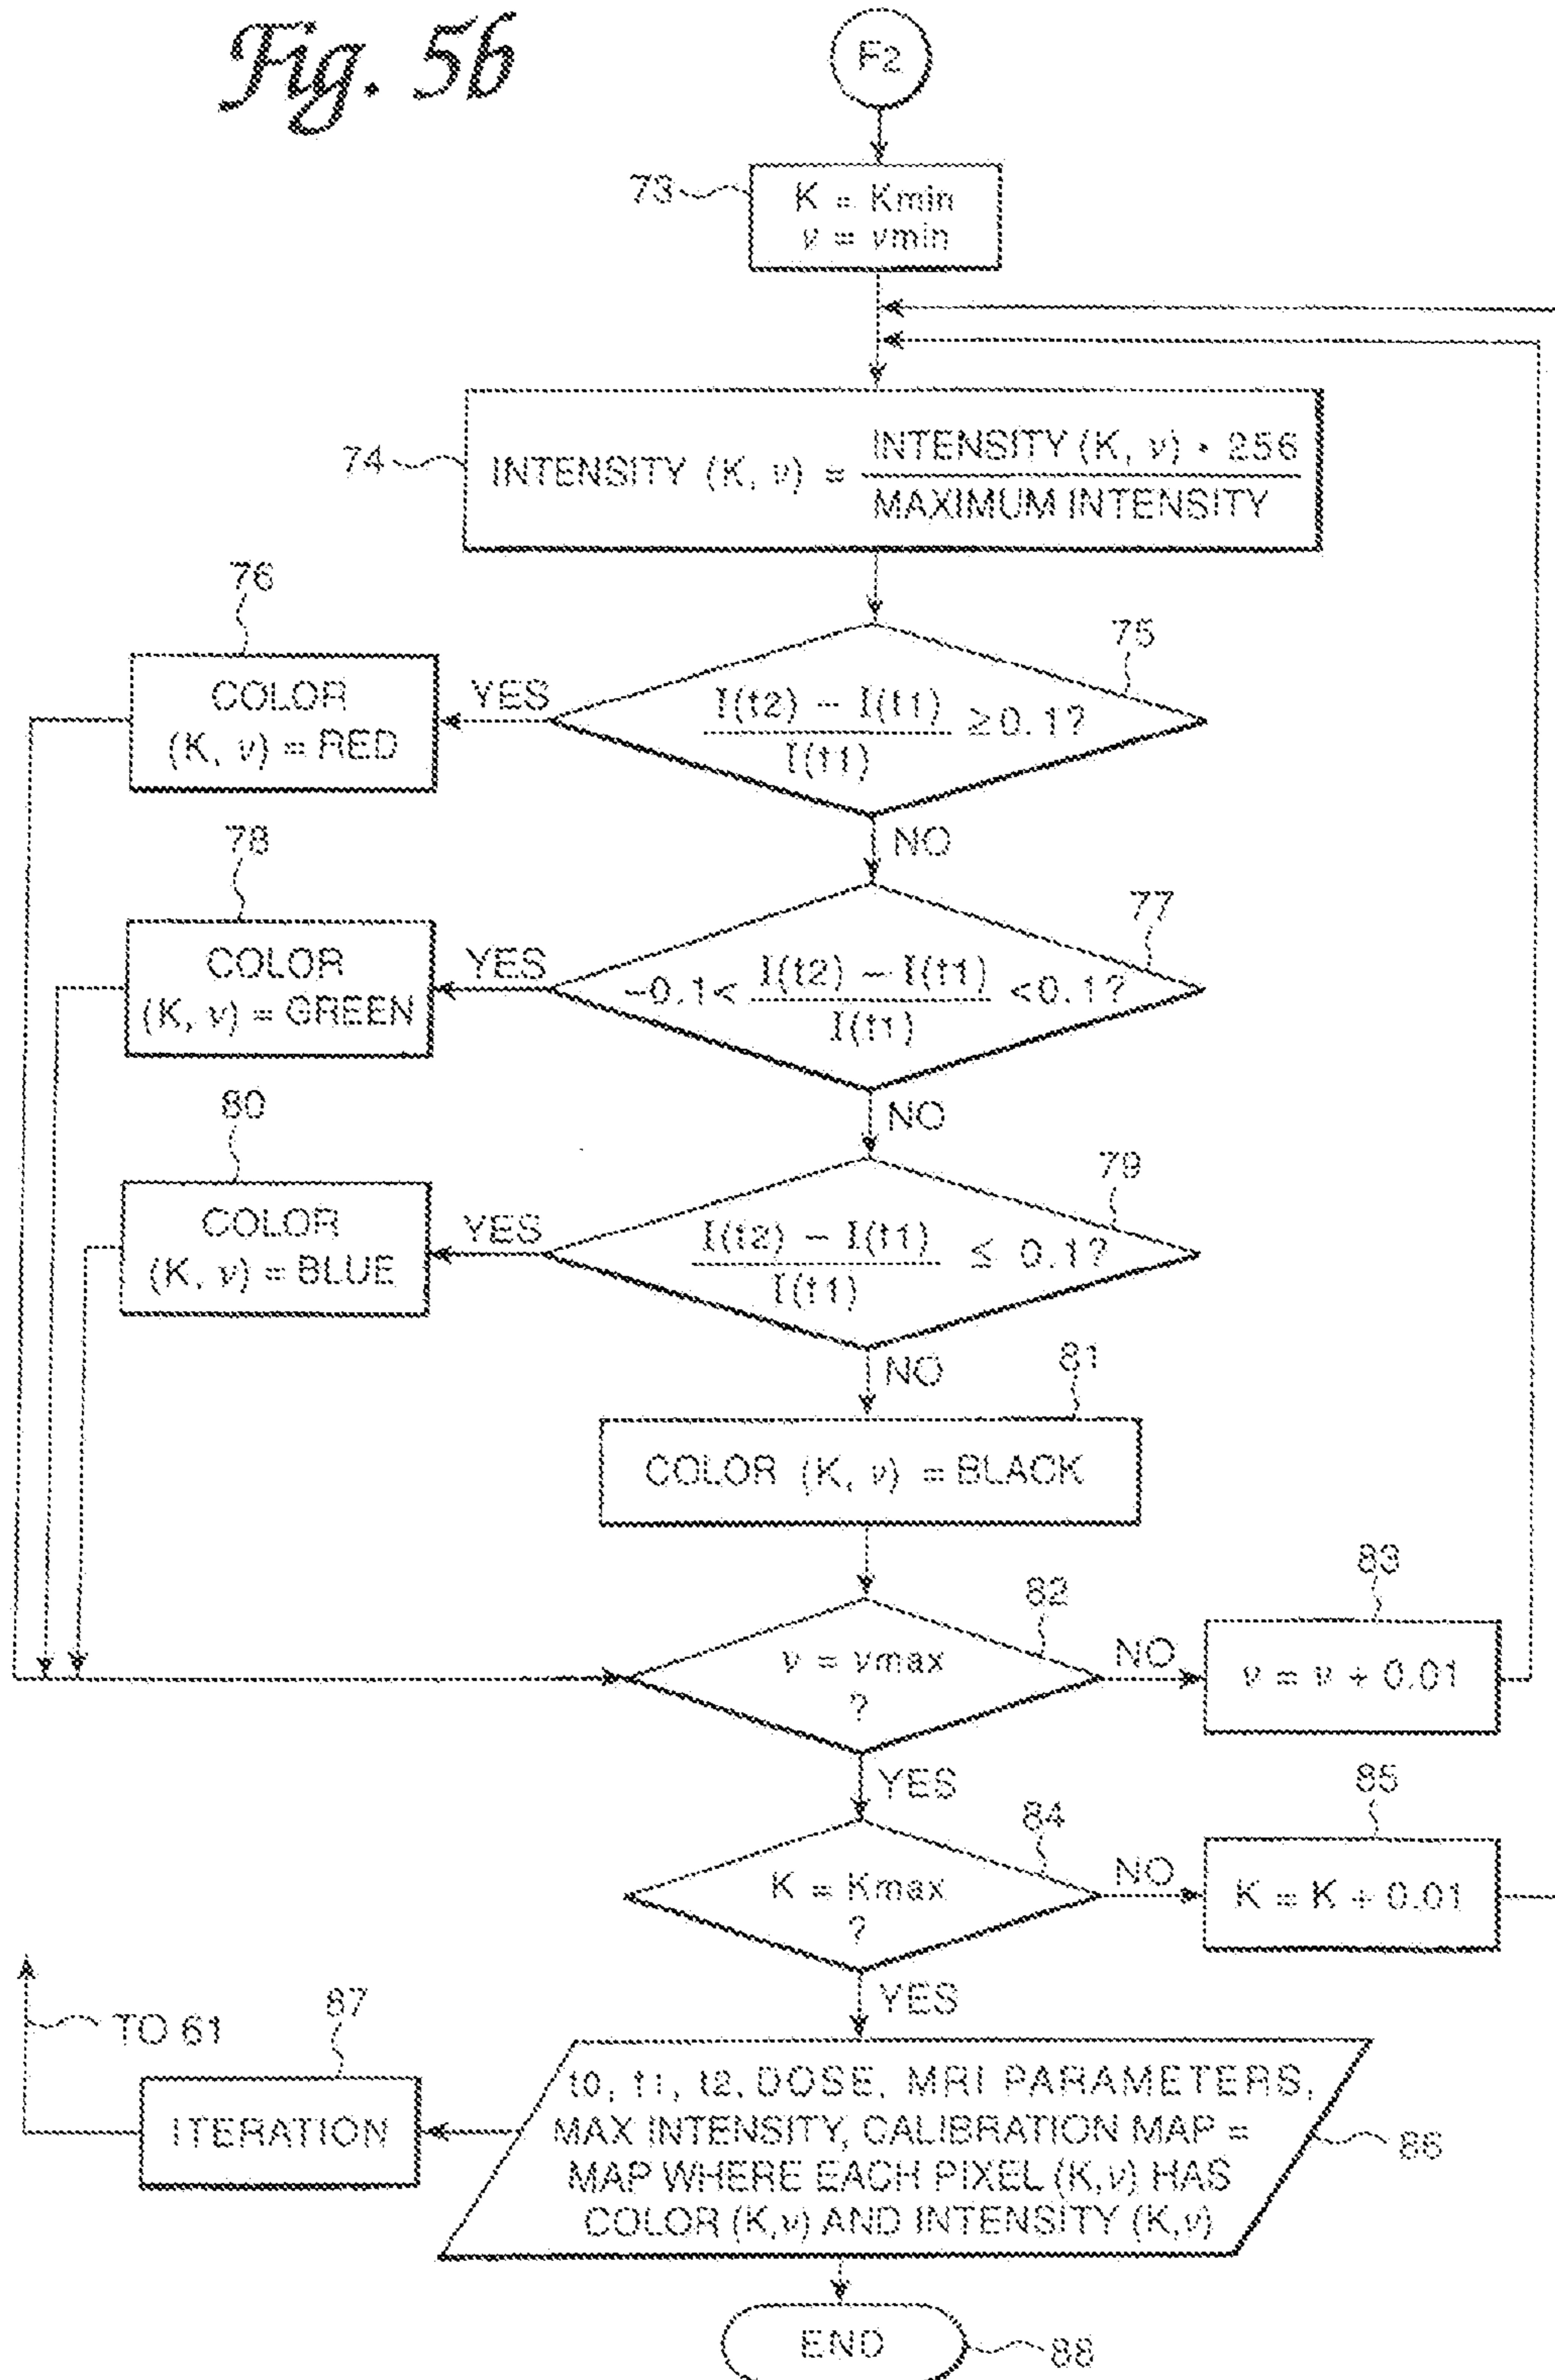 Fig. 5b
F2
73
K = Kmin
ν = νmin
74
INTENSITY (K, ν) = INTENSITY (K, ν) * 256
MAXIMUM INTENSITY
76
COLOR
(K, ν) = RED
YES
75
I(t2) – I(t1)
≥0.1?
I(t1)
NO
78
COLOR
(K, ν) = GREEN
YES
77
–0.1<
I(t2) – I(t1)
<0.1?
I(t1)
NO
80
COLOR
(K, ν) = BLUE
YES
79
I(t2) – I(t1)
≤ 0.1?
I(t1)
NO
81
COLOR (K, ν) = BLACK
82
ν = νmax
?
NO
83
ν = ν + 0.01
YES
84
K = Kmax
?
NO
85
K = K + 0.01
YES
TO 61
87
ITERATION
t0, t1, t2, DOSE, MRI PARAMETERS,
MAX INTENSITY, CALIBRATION MAP =
MAP WHERE EACH PIXEL (K,ν) HAS
COLOR (K,ν) AND INTENSITY (K,ν)
86
END
88